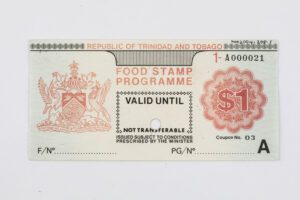 REPUBLIC OF TRINIDAD AND TOBAGO
1-A000021
FOOD STAMP
PROGRAMME
VALID UNTIL
$1
NOT TRANSFERABLE
ISSUED SUBJECT TO CONDITIONS
PRESCRIBED BY THE MINISTER
Coupon No. 03
A
F/Nº
PG/Nº